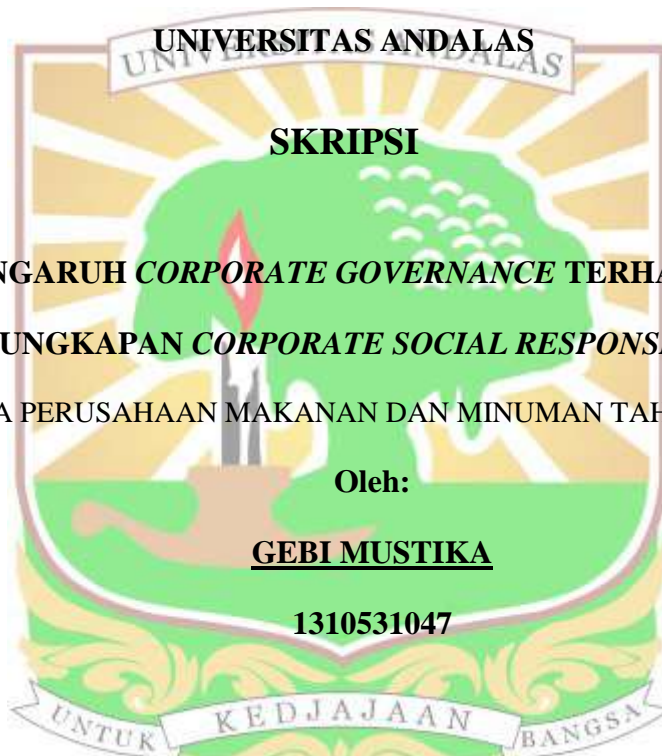 UNIVERSITAS ANDALAS
UNIVERSITAS ANDALAS
SKRIPSI
NGARUH CORPORATE GOVERNANCE TERHA
UNGKAPAN CORPORATE SOCIAL RESPONS
A PERUSAHAAN MAKANAN DAN MINUMAN TAH
Oleh:
GEBI MUSTIKA
1310531047
UNTUK KEDJAJAAN BANGSA